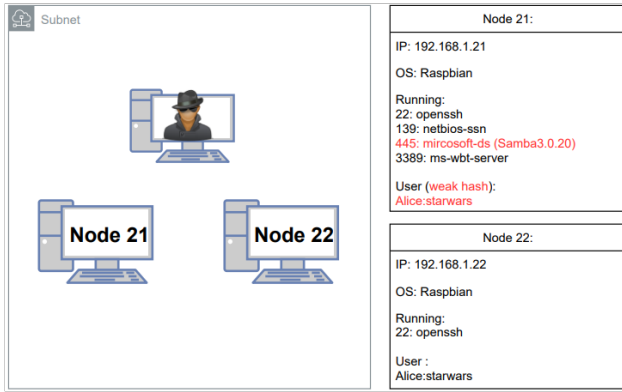 Subnet
Node 21
Node 22
Node 21:
IP: 192.168.1.21
OS: Raspbian
Running:
22: openssh
139: netbios-ssn
445: mircosoft-ds (Samba3.0.20)
3389: ms-wbt-server
User (weak hash):
Alice:starwars
Node 22:
IP: 192.168.1.22
OS: Raspbian
Running:
22: openssh
User :
Alice:starwars